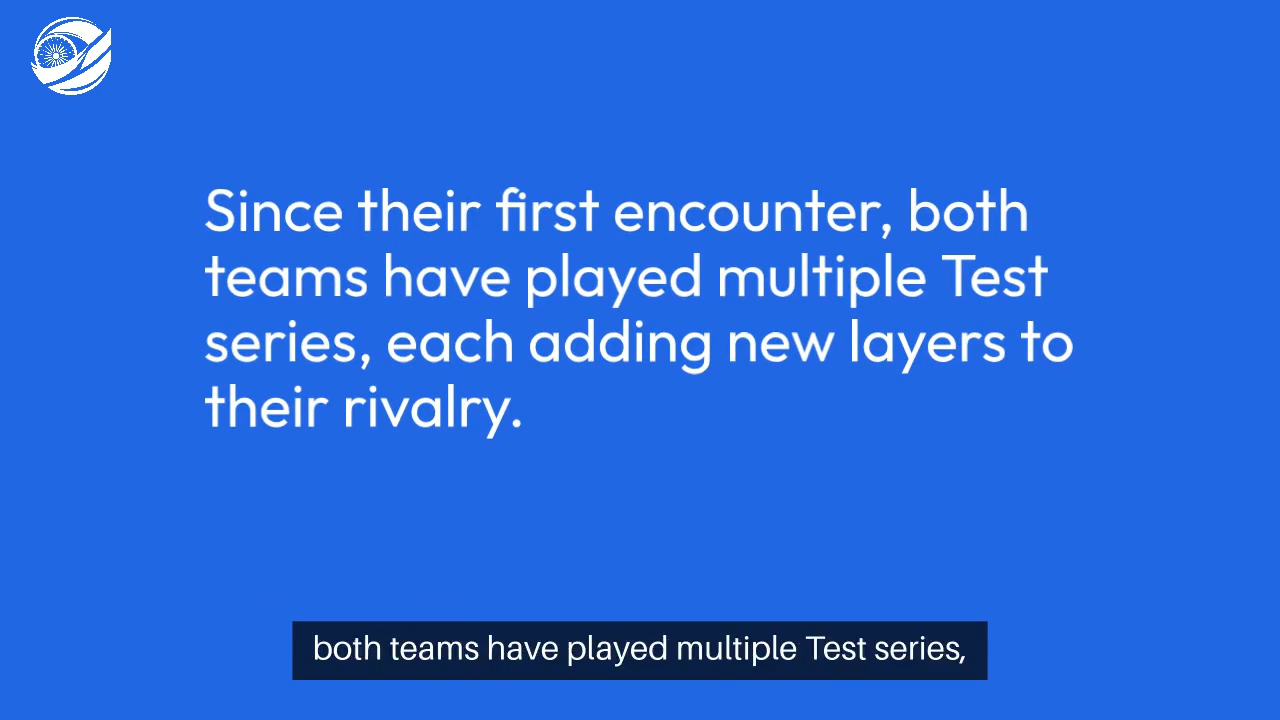 Since their first encounter, both
teams have played multiple Test
series, each adding new layers to
their rivalry.
both teams have played multiple Test series,